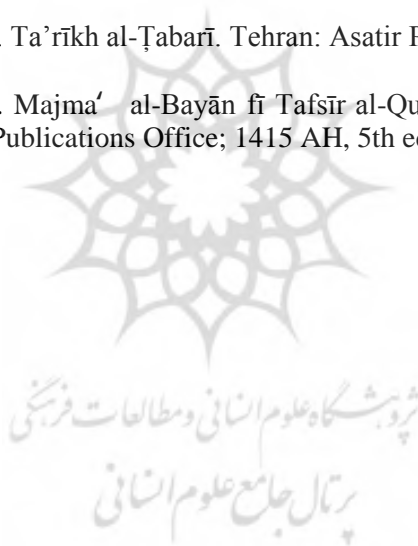 . Ta’rīkh al-Ṭabarī. Tehran: Asatir P
. Majma‘ al-Bayān fī Tafsīr al-Qu
Publications Office; 1415 AH, 5th ed
پژوهشگاه علوم انسانی و مطالعات فرهنگی
پرتال جامع علوم انسانی